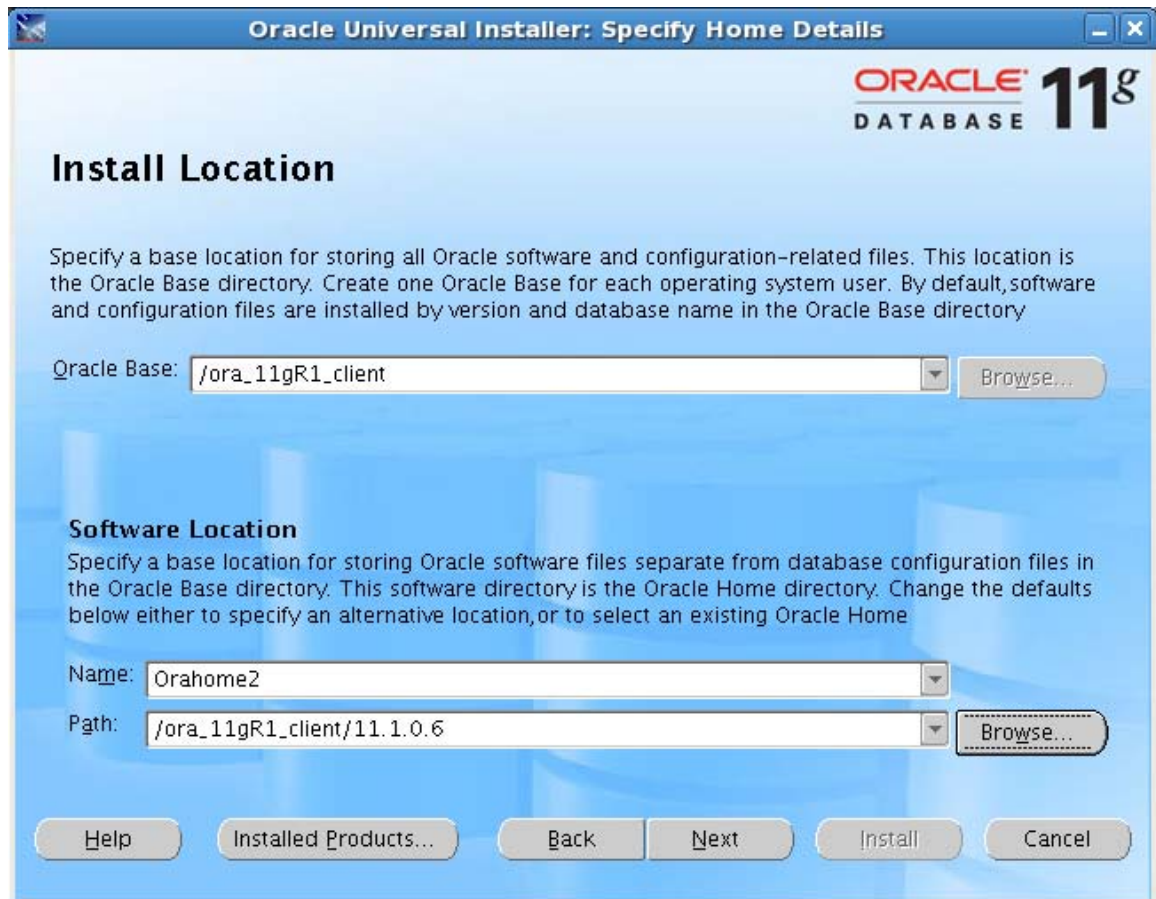 Oracle Universal Installer: Specify Home Details
ORACLE 11g
DATABASE
Install Location
Specify a base location for storing all Oracle software and configuration-related files. This location is
the Oracle Base directory. Create one Oracle Base for each operating system user. By default,software
and configuration files are installed by version and database name in the Oracle Base directory
Oracle Base: /ora_11gR1_client Browse...
Software Location
Specify a base location for storing Oracle software files separate from database configuration files in
the Oracle Base directory. This software directory is the Oracle Home directory. Change the defaults
below either to specify an alternative location,or to select an existing Oracle Home
Name: Orahome2
Path: /ora_11gR1_client/11.1.0.6 Browse...
Help Installed Products... Back Next Install Cancel